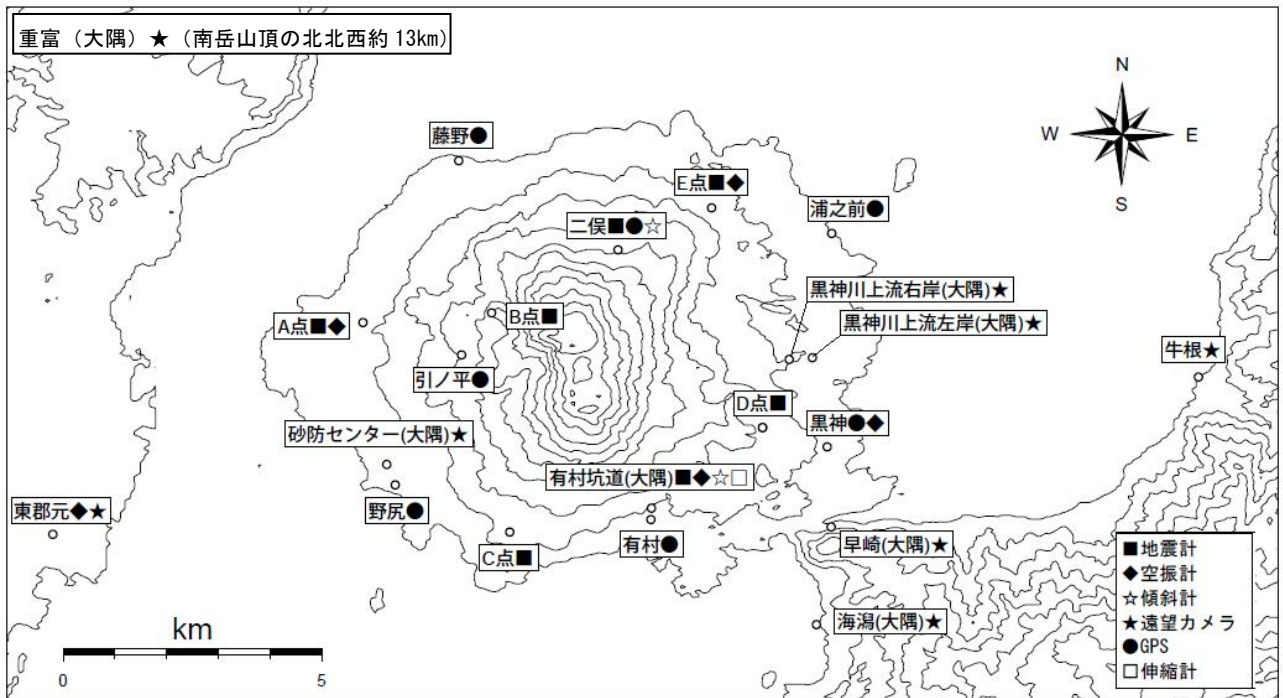 重富（大隅）★（南岳山頂の北北西約 13km）
N
W
E
S
藤野●
E点■◆
浦之前●
二俣■●☆
黒神川上流右岸(大隅)★
A点■◆
B点■
黒神川上流左岸(大隅)★
牛根★
引ノ平●
D点■
黒神●◆
砂防センター(大隅)★
有村坑道(大隅)■◆☆□
東郡元◆★
野尻●
C点■
有村●
早崎(大隅)★
海潟(大隅)★
■地震計
◆空振計
☆傾斜計
★遠望カメラ
●GPS
□伸縮計
km
0
5